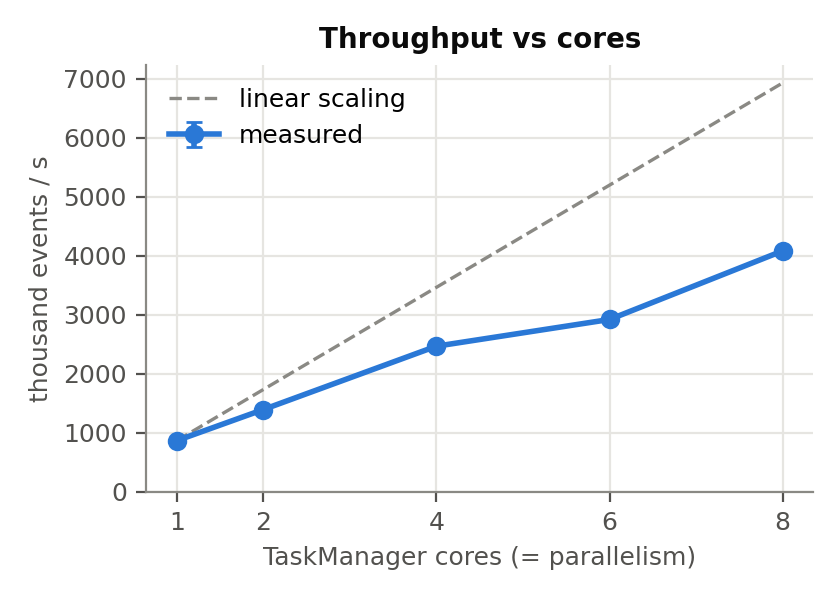 Throughput vs cores
7000
6000
5000
4000
3000
2000
1000
0
thousand events / s
linear scaling
measured
1 2 4 6 8
TaskManager cores (= parallelism)